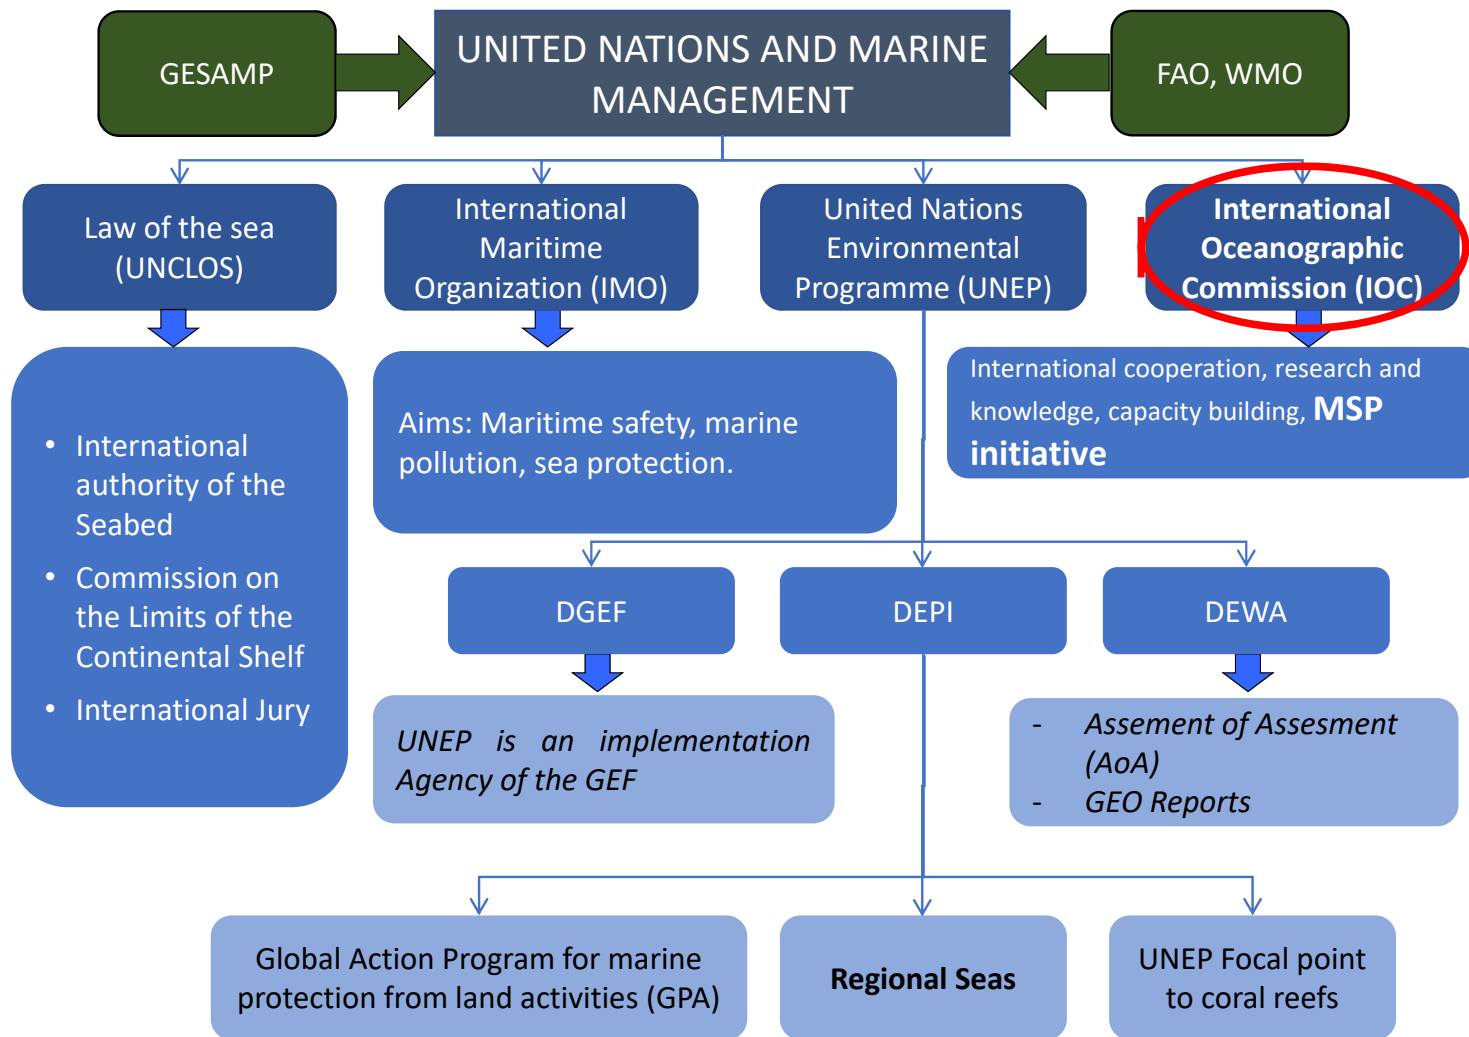 GESAMP
UNITED NATIONS AND MARINE
MANAGEMENT
FAO, WMO
Law of the sea
(UNCLOS)
International
Maritime
Organization (IMO)
United Nations
Environmental
Programme (UNEP)
International
Oceanographic
Commission (IOC)
• International
authority of the
Seabed
• Commission on
the Limits of the
Continental Shelf
• International Jury
Aims: Maritime safety, marine
pollution, sea protection.
International cooperation, research and
knowledge, capacity building, MSP
initiative
DGEF
DEPI
DEWA
UNEP is an implementation
Agency of the GEF
- Assement of Assesment
(AoA)
- GEO Reports
Global Action Program for marine
protection from land activities (GPA)
Regional Seas
UNEP Focal point
to coral reefs